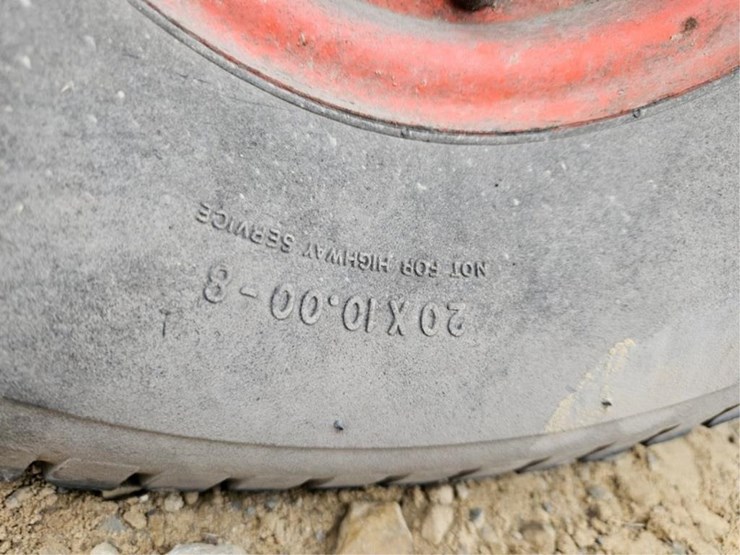 20X10.00-8
NOT FOR HIGHWAY SERVICE